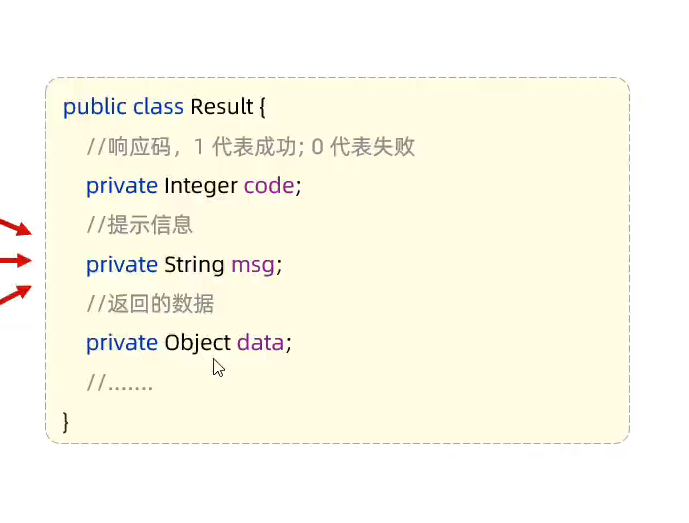 public class Result {
//响应码，1 代表成功; 0 代表失败
private Integer code;
//提示信息
private String msg;
//返回的数据
private Object data;
//.......
}